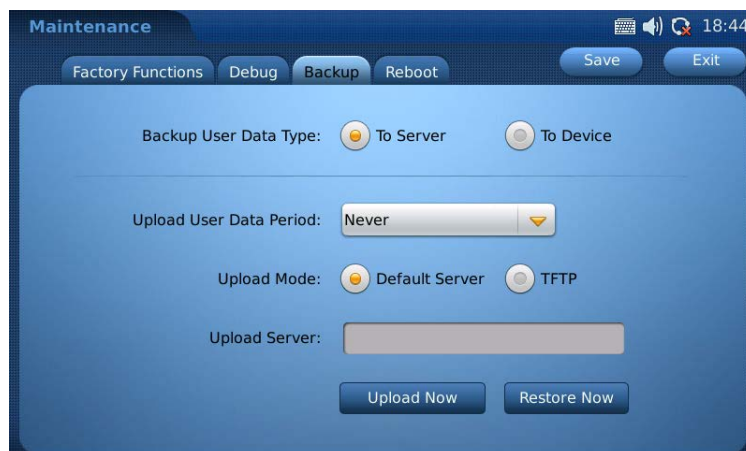 Maintenance 18:44
Factory Functions Debug Backup Reboot Save Exit
Backup User Data Type: To Server To Device
Upload User Data Period: Never
Upload Mode: Default Server TFTP
Upload Server:
Upload Now Restore Now